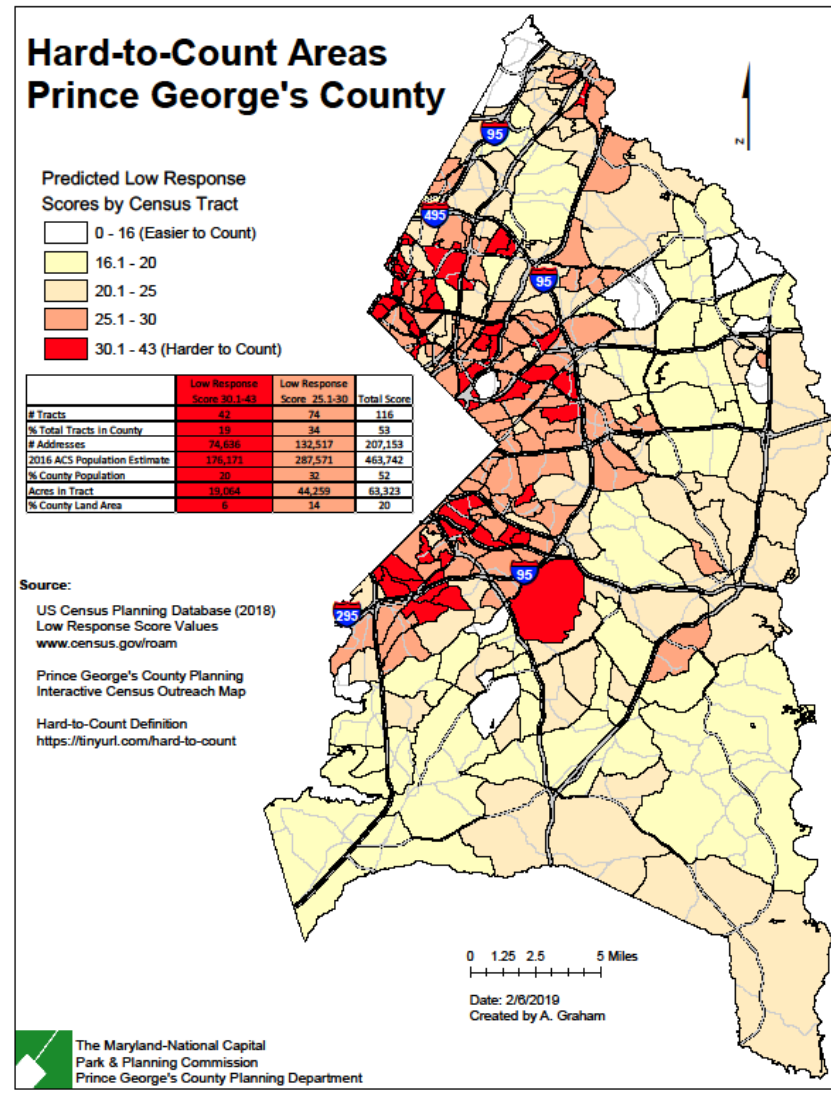 Hard-to-Count Areas
Prince George's County
N
95
Predicted Low Response
Scores by Census Tract
0 - 16 (Easier to Count)
16.1 - 20
20.1 - 25
25.1 - 30
30.1 - 43 (Harder to Count)
495
95
Low Response Score 30.1-43 Low Response Score 25.1-30 Total Score
# Tracts 42 74 116
% Total Tracts in County 19 34 53
# Addresses 74,636 132,517 207,153
2016 ACS Population Estimate 176,171 287,571 463,742
% County Population 20 32 52
Acres in Tract 19,064 44,259 63,323
% County Land Area 6 14 20
95
295
Source:
US Census Planning Database (2018)
Low Response Score Values
www.census.gov/roam
Prince George's County Planning
Interactive Census Outreach Map
Hard-to-Count Definition
https://tinyurl.com/hard-to-count
0 1.25 2.5 5 Miles
Date: 2/6/2019
Created by A. Graham
The Maryland-National Capital
Park & Planning Commission
Prince George's County Planning Department